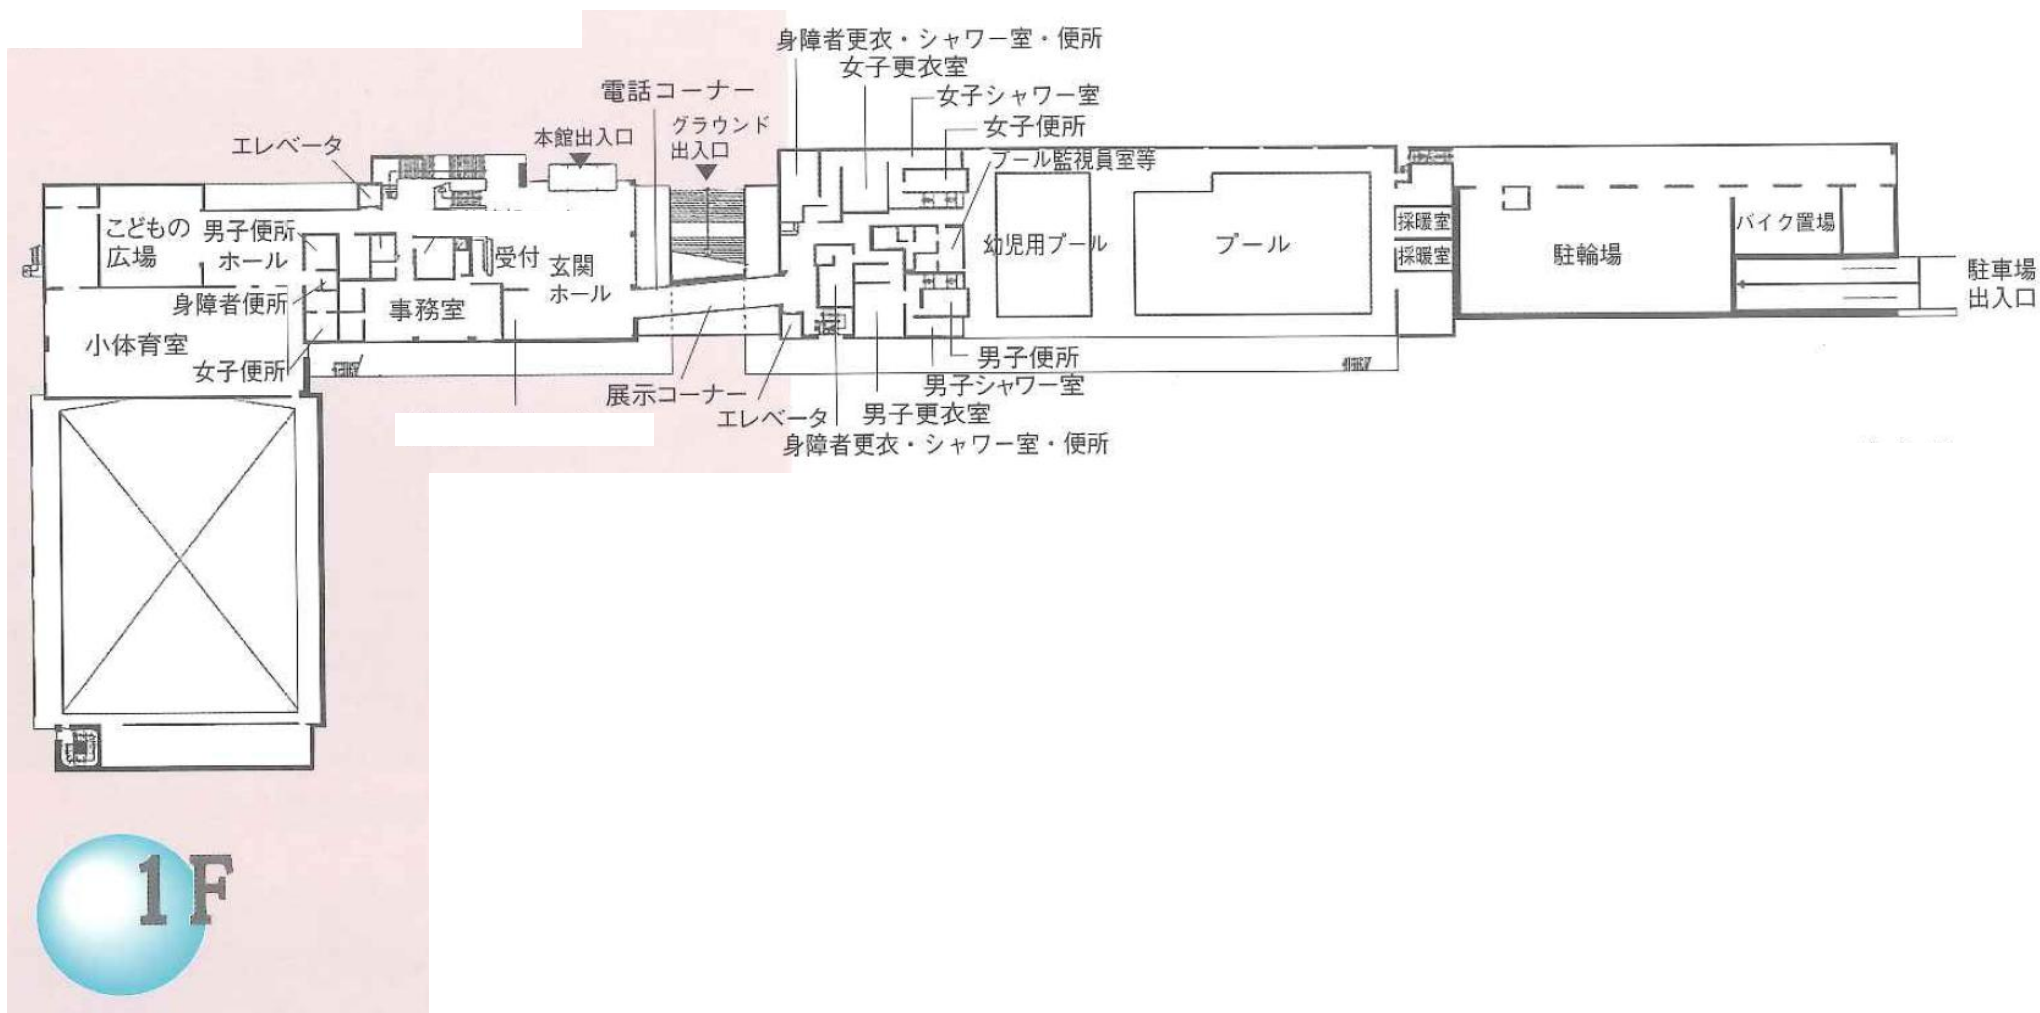 身障者更衣・シャワー室・便所
女子更衣室
電話コーナー
女子シャワー室
グラウンド
出入口
女子便所
本館出入口
エレベータ
プール監視員室等
こどもの
広場
男子便所
ホール
受付
玄関
ホール
幼児用プール
プール
採暖室
採暖室
駐輪場
バイク置場
駐車場
出入口
身障者便所
事務室
小体育室
女子便所
男子便所
展示コーナー
男子シャワー室
エレベータ
男子更衣室
身障者更衣・シャワー室・便所
1F